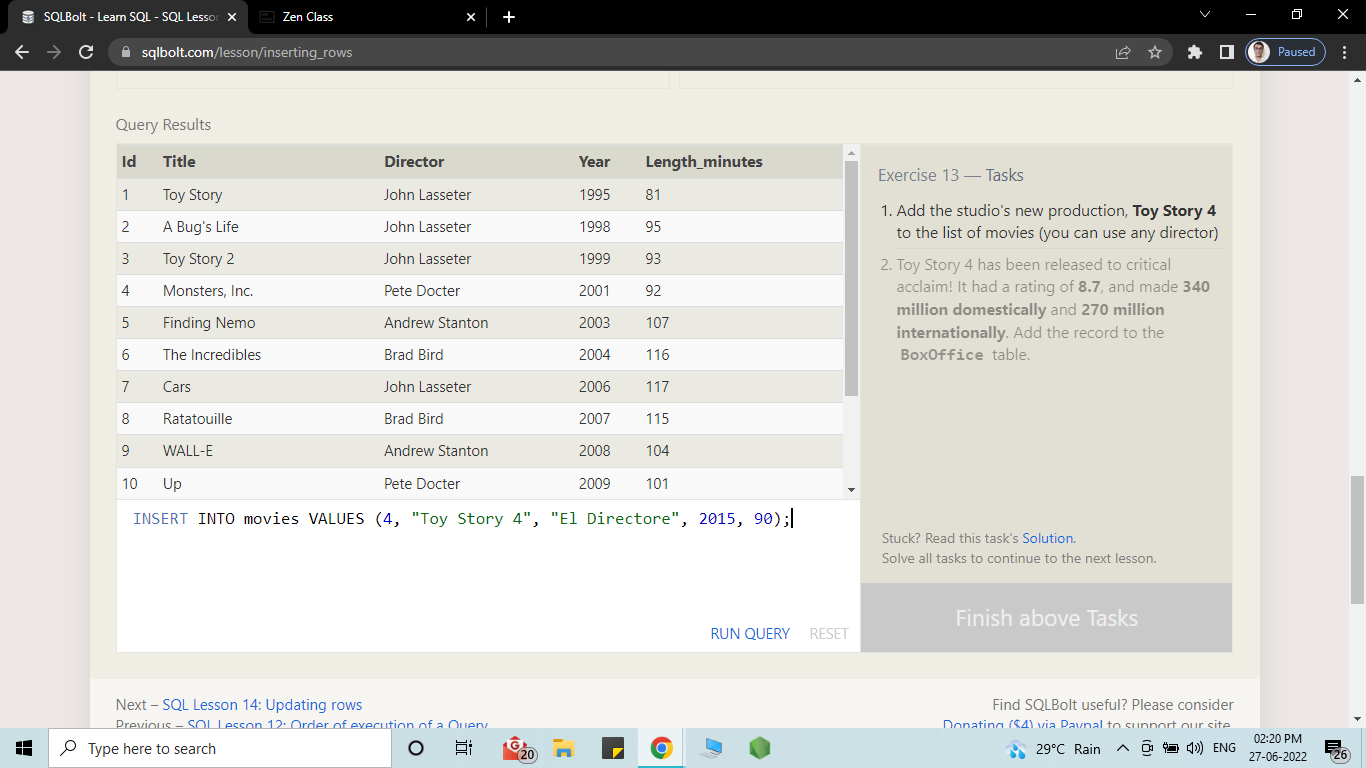 SQLBolt - Learn SQL - SQL Lesson
Zen Class
sqlbolt.com/lesson/inserting_rows
Paused
Query Results
Id Title Director Year Length_minutes
1 Toy Story John Lasseter 1995 81
2 A Bug's Life John Lasseter 1998 95
3 Toy Story 2 John Lasseter 1999 93
4 Monsters, Inc. Pete Docter 2001 92
5 Finding Nemo Andrew Stanton 2003 107
6 The Incredibles Brad Bird 2004 116
7 Cars John Lasseter 2006 117
8 Ratatouille Brad Bird 2007 115
9 WALL-E Andrew Stanton 2008 104
10 Up Pete Docter 2009 101
INSERT INTO movies VALUES (4, "Toy Story 4", "El Directore", 2015, 90);
RUN QUERY RESET
Exercise 13 — Tasks
1. Add the studio's new production, Toy Story 4
to the list of movies (you can use any director)
2. Toy Story 4 has been released to critical
acclaim! It had a rating of 8.7, and made 340
million domestically and 270 million
internationally. Add the record to the
BoxOffice table.
Stuck? Read this task's Solution.
Solve all tasks to continue to the next lesson.
Finish above Tasks
Next – SQL Lesson 14: Updating rows
Previous – SQL Lesson 12: Order of execution of a Query
Find SQLBolt useful? Please consider
Donating ($4) via Paypal to support our site.
Type here to search
20
29°C Rain
ENG
02:20 PM
27-06-2022
26